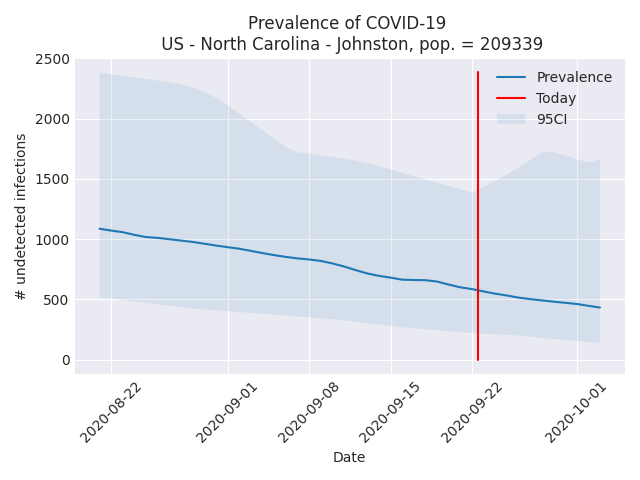 Prevalence of COVID-19
US - North Carolina - Johnston, pop. = 209339
Prevalence
Today
95CI
2500
2000
1500
1000
500
0
# undetected infections
2020-08-22
2020-09-01
2020-09-08
2020-09-15
2020-09-22
2020-10-01
Date